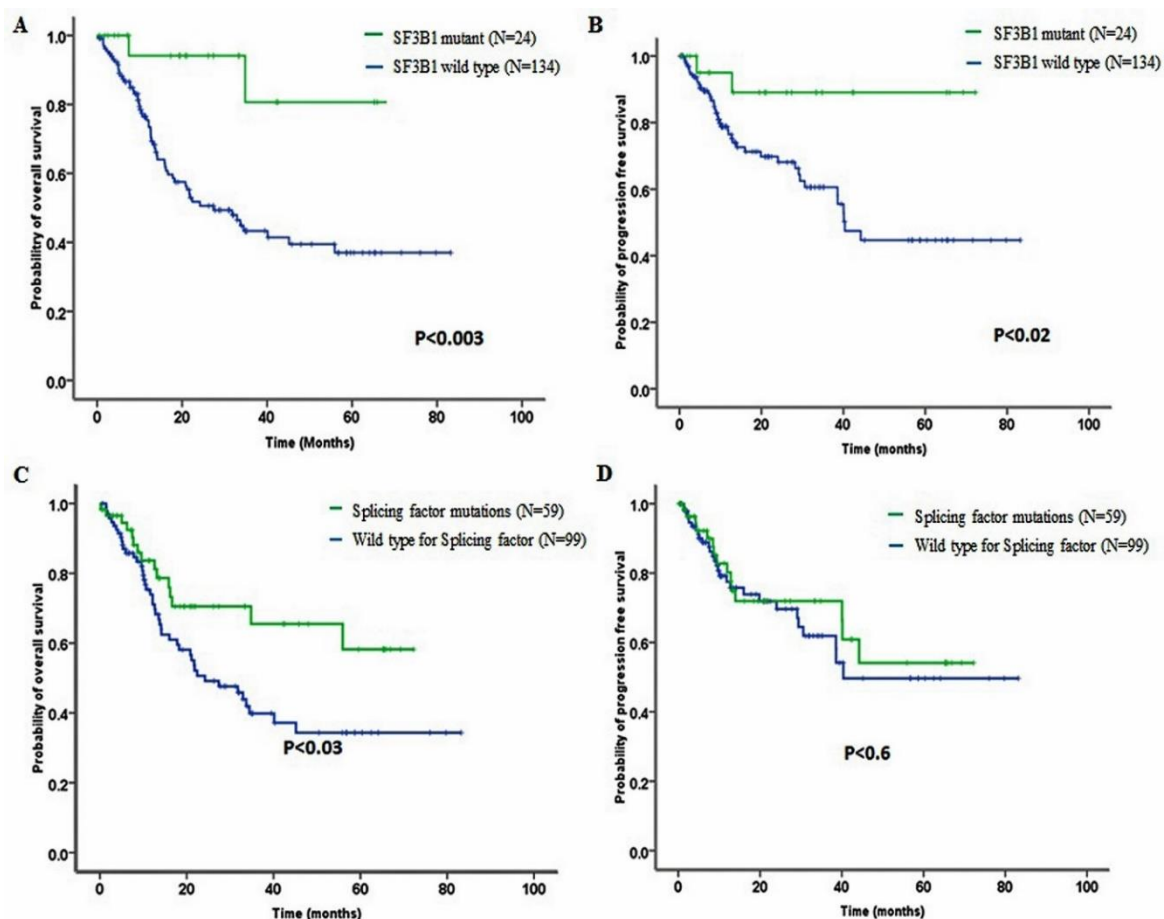 A
Probability of overall survival
1.0
0.8
0.6
0.4
0.2
0.0
SF3B1 mutant (N=24)
SF3B1 wild type (N=134)
P<0.003
0 20 40 60 80 100
Time (Months)
B
Probability of progression free survival
1.0
0.8
0.6
0.4
0.2
0.0
SF3B1 mutant (N=24)
SF3B1 wild type (N=134)
P<0.02
0 20 40 60 80 100
Time (months)
C
Probability of overall survival
1.0
0.8
0.6
0.4
0.2
0.0
Splicing factor mutations (N=59)
Wild type for Splicing factor (N=99)
P<0.03
0 20 40 60 80 100
Time (months)
D
Probability of progression free survival
1.0
0.8
0.6
0.4
0.2
0.0
Splicing factor mutations (N=59)
Wild type for Splicing factor (N=99)
P<0.6
0 20 40 60 80 100
Time (months)